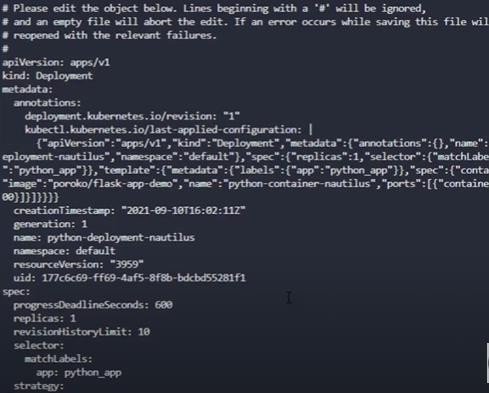 # Please edit the object below. Lines beginning with a '#' will be ignored,
# and an empty file will abort the edit. If an error occurs while saving this file wil
# reopened with the relevant failures.
#
apiVersion: apps/v1
kind: Deployment
metadata:
  annotations:
    deployment.kubernetes.io/revision: "1"
    kubectl.kubernetes.io/last-applied-configuration: |
      {"apiVersion":"apps/v1","kind":"Deployment","metadata":{"annotations":{},"name":
eployment-nautilus","namespace":"default"},"spec":{"replicas":1,"selector":{"matchLabe
":"python_app"}},"template":{"metadata":{"labels":{"app":"python_app"}},"spec":{"conta
"image":"poroko/flask-app-demo","name":"python-container-nautilus","ports":[{"containe
00}]}]}}}}
  creationTimestamp: "2021-09-10T16:02:11Z"
  generation: 1
  name: python-deployment-nautilus
  namespace: default
  resourceVersion: "3959"
  uid: 177c6c69-ff69-4af5-8f8b-bdcbd55281f1
spec:
  progressDeadlineSeconds: 600
  replicas: 1
  revisionHistoryLimit: 10
  selector:
    matchLabels:
      app: python_app
  strategy: